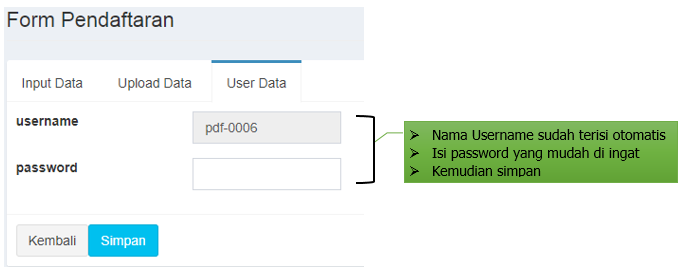 Form Pendaftaran
Input Data Upload Data User Data
username
pdf-0006
password
➢ Nama Username sudah terisi otomatis
➢ Isi password yang mudah di ingat
➢ Kemudian simpan
Kembali Simpan